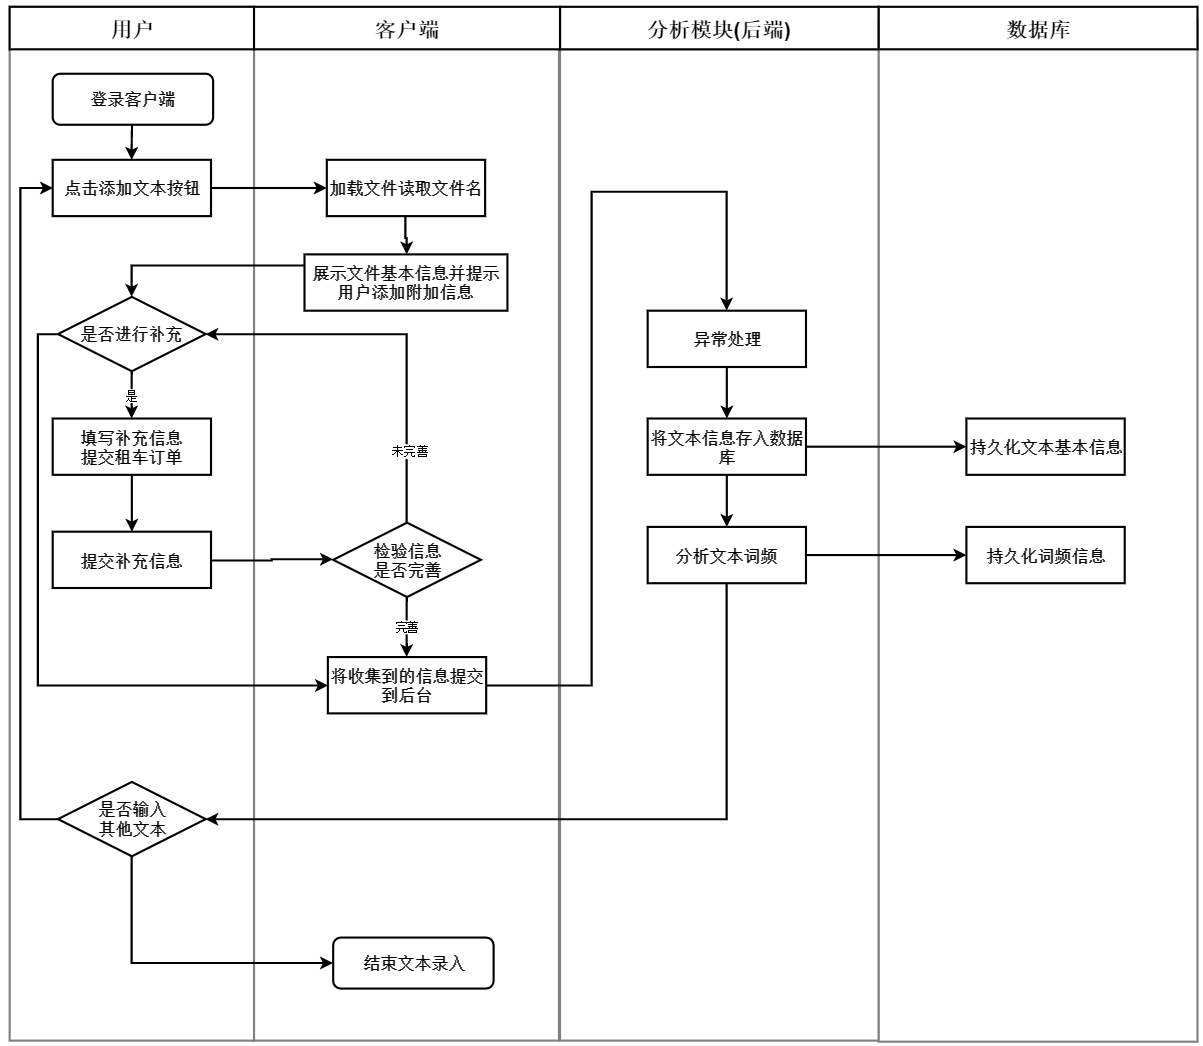 用户
客户端
分析模块(后端)
数据库
登录客户端
点击添加文本按钮
加载文件读取文件名
展示文件基本信息并提示
用户添加附加信息
是否进行补充
异常处理
是
未完善
填写补充信息
提交租车订单
将文本信息存入数据
库
持久化文本基本信息
提交补充信息
检验信息
是否完善
分析文本词频
持久化词频信息
完善
将收集到的信息提交
到后台
是否输入
其他文本
结束文本录入